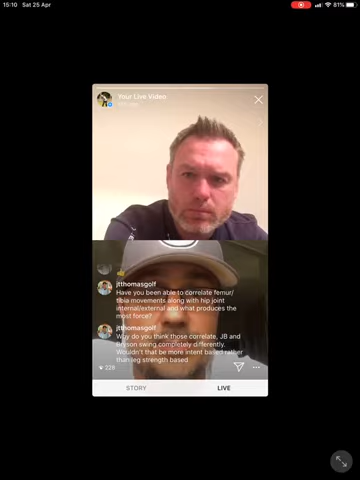 15:10 Sat 25 Apr
81%
Your Live Video
jtthomasgolf
Have you been able to correlate femur/
tibia movements along with hip joint
internal/external and what produces the
most force?
jtthomasgolf
Why do you think those correlate, JB and
Bryson swing completely differently.
Wouldn't that be more intent based rather
than leg strength based
228
STORY
LIVE